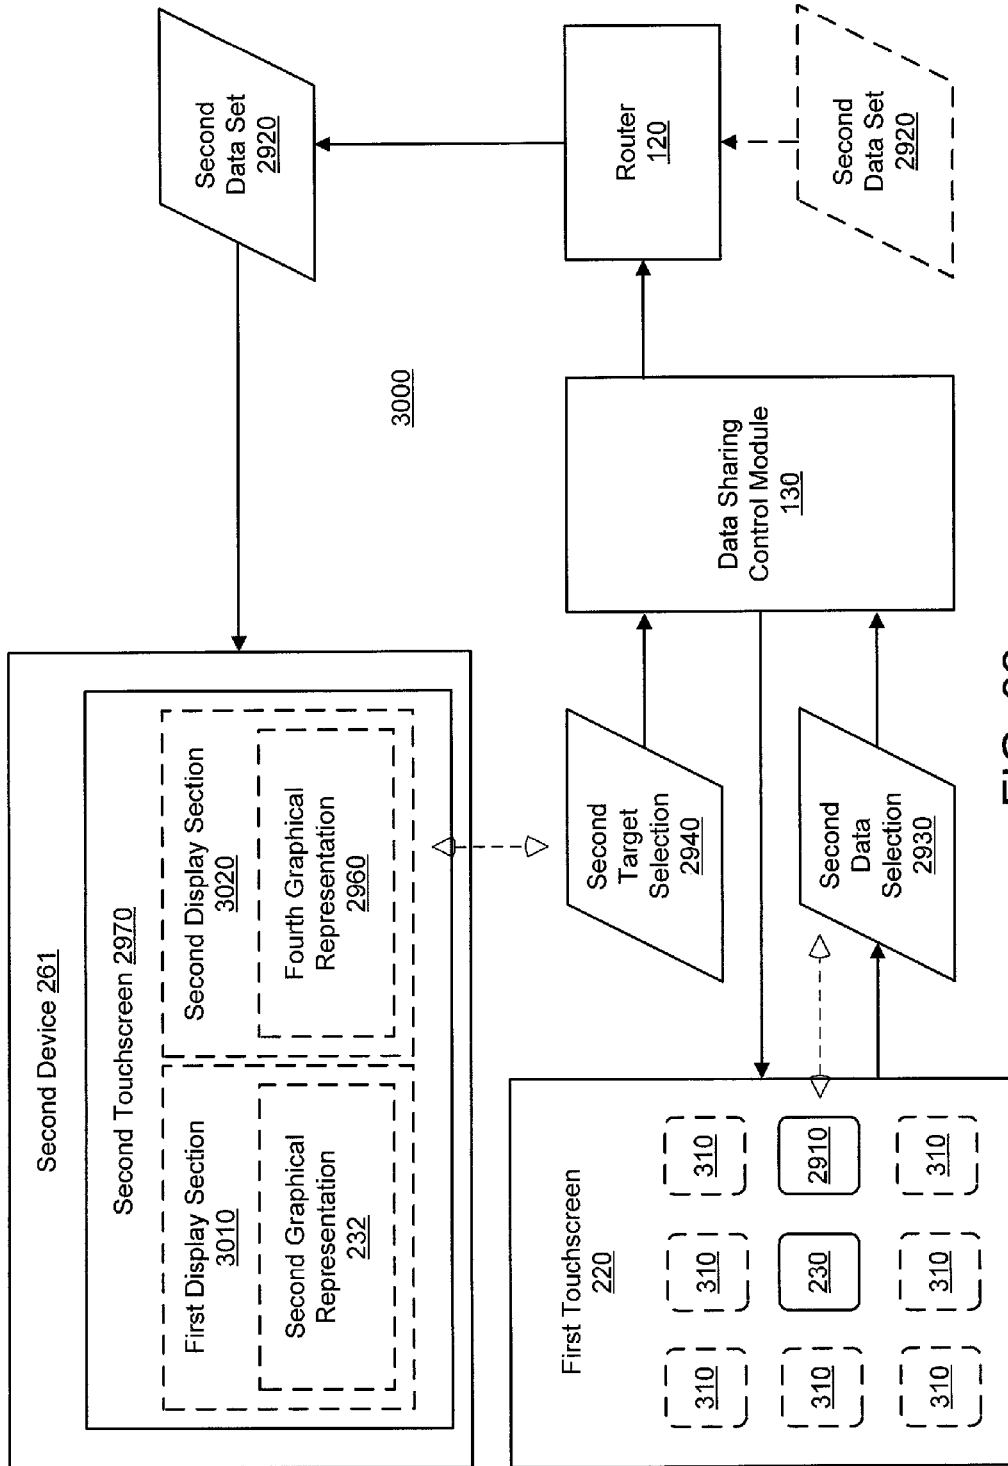 Second Device 261
Second Touchscreen 2970
First Display Section
3010
Second Graphical
Representation
232
Second Display Section
3020
Fourth Graphical
Representation
2960
Second
Data Set
2920
3000
First Touchscreen
220
310
310
310
310
230
2910
310
310
310
Second
Target
Selection
2940
Second
Data
Selection
2930
Data Sharing
Control Module
130
Router
120
Second
Data Set
2920
FIG.